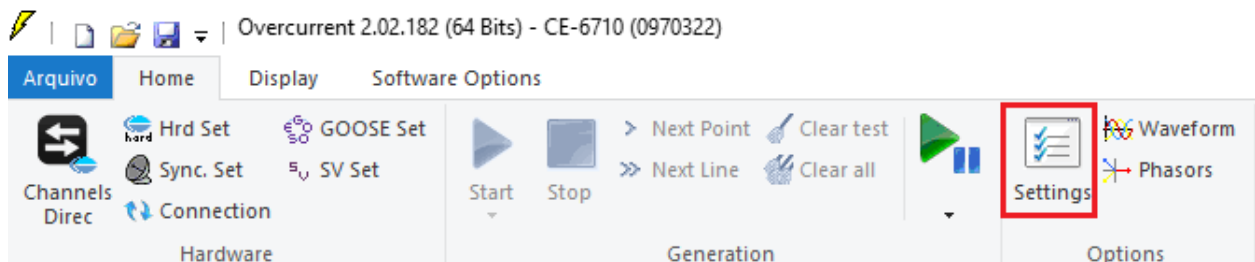 Overcurrent 2.02.182 (64 Bits) - CE-6710 (0970322)
Arquivo Home Display Software Options
Channels Direc
hard Hrd Set
Sync. Set
Connection
GOOSE Set
SV Set
Hardware
Start
Stop
Next Point
Next Line
Clear test
Clear all
Generation
Settings
Waveform
Phasors
Options